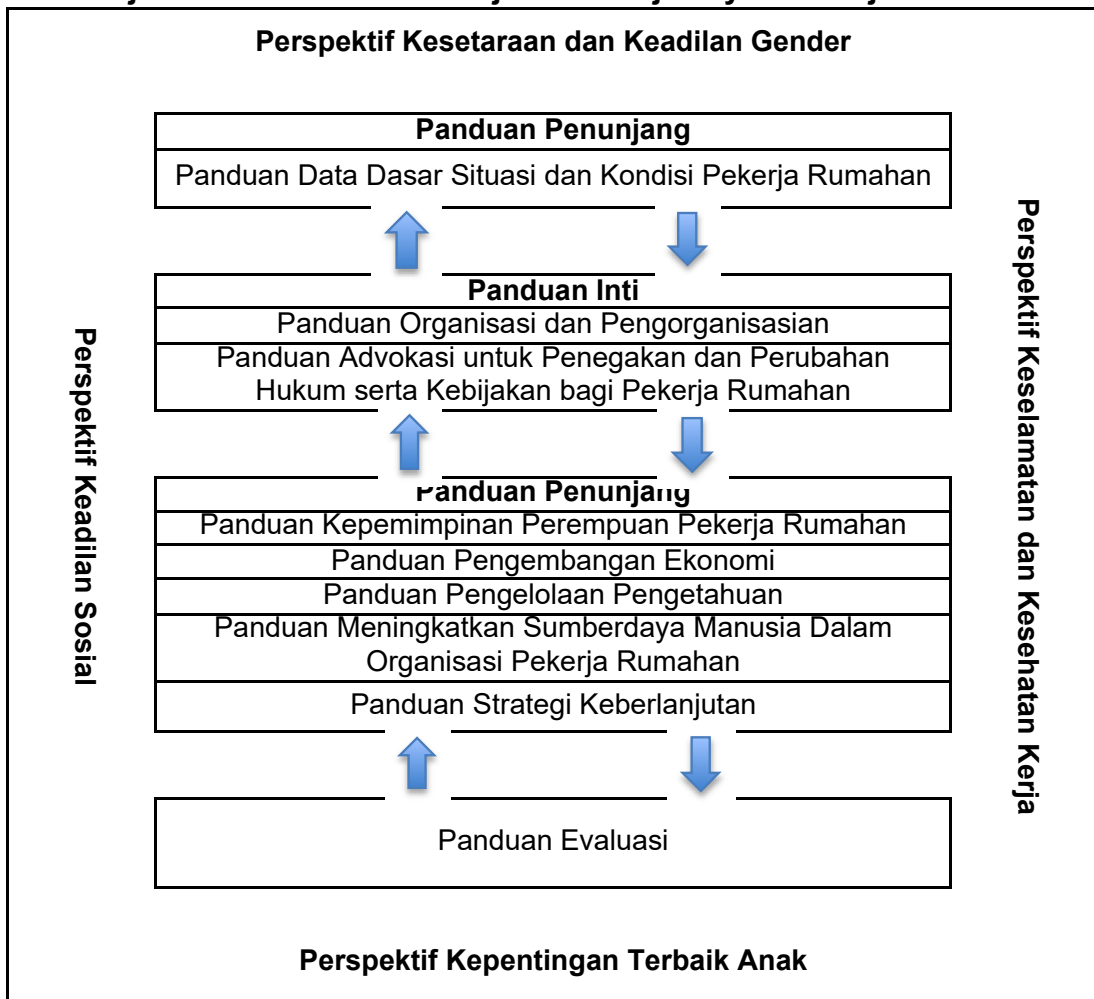 Perspektif Kesetaraan dan Keadilan Gender
Panduan Penunjang
Panduan Data Dasar Situasi dan Kondisi Pekerja Rumahan
Panduan Inti
Panduan Organisasi dan Pengorganisasian
Panduan Advokasi untuk Penegakan dan Perubahan
Hukum serta Kebijakan bagi Pekerja Rumahan
Panduan Penunjang
Panduan Kepemimpinan Perempuan Pekerja Rumahan
Panduan Pengembangan Ekonomi
Panduan Pengelolaan Pengetahuan
Panduan Meningkatkan Sumberdaya Manusia Dalam
Organisasi Pekerja Rumahan
Panduan Strategi Keberlanjutan
Panduan Evaluasi
Perspektif Keadilan Sosial
Perspektif Keselamatan dan Kesehatan Kerja
Perspektif Kepentingan Terbaik Anak